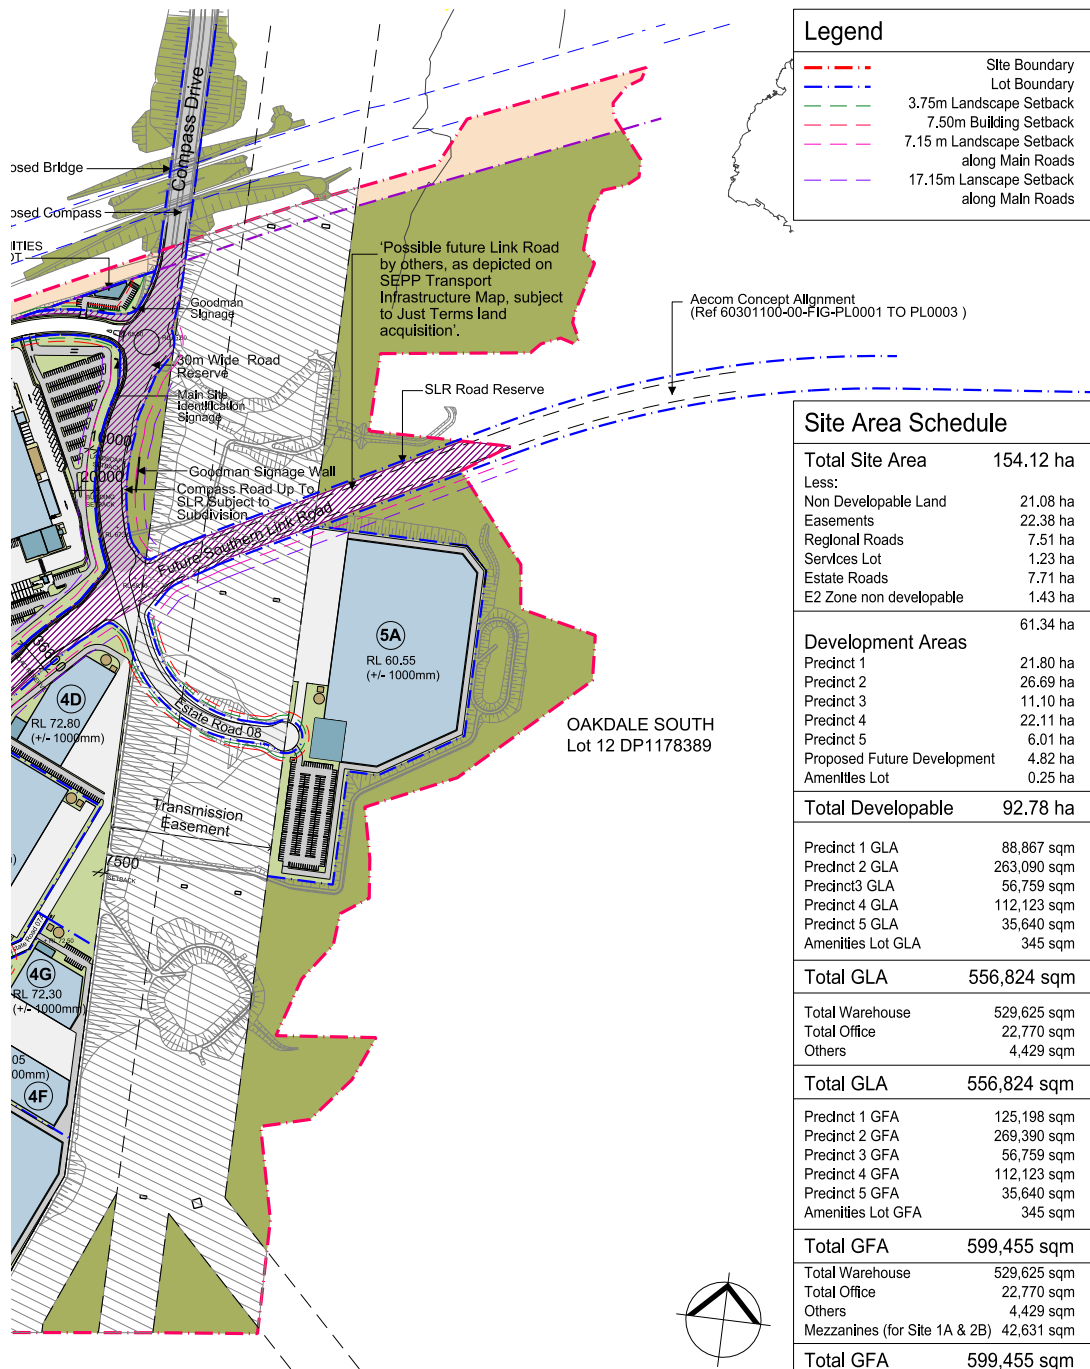 Legend
Site Boundary
Lot Boundary
3.75m Landscape Setback
7.50m Building Setback
7.15 m Landscape Setback
along Main Roads
17.15m Lanscape Setback
along Main Roads
Compass Drive
osed Bridge
osed Compass
ITIES
OT
Goodman
Signage
30m Wide Road
Reserve
Main Site
identification
Signage
10000
20000
BUILDING
SETBACK
Goodman Signage Wall
Compass Road Up To
SLR Subject to
Subdivision
'Possible future Link Road
by others, as depicted on
SEPP Transport
Infrastructure Map, subject
to Just Terms land
acquisition'.
Aecom Concept Alignment
(Ref 60301100-00-FIG-PL0001 TO PL0003 )
SLR Road Reserve
Future Southern Link Road
36800
5A
RL 60.55
(+/- 1000mm)
4D
RL 72.80
(+/- 1000mm)
Estate Road 08
OAKDALE SOUTH
Lot 12 DP1178389
Transmission
Easement
7500
SETBACK
4G
RL 72.30
(+/- 1000mm)
05
00mm)
4F
Site Area Schedule
Total Site Area 154.12 ha
Less:
Non Developable Land 21.08 ha
Easements 22.38 ha
Regional Roads 7.51 ha
Services Lot 1.23 ha
Estate Roads 7.71 ha
E2 Zone non developable 1.43 ha
61.34 ha
Development Areas
Precinct 1 21.80 ha
Precinct 2 26.69 ha
Precinct 3 11.10 ha
Precinct 4 22.11 ha
Precinct 5 6.01 ha
Proposed Future Development 4.82 ha
Amenities Lot 0.25 ha
Total Developable 92.78 ha
Precinct 1 GLA 88,867 sqm
Precinct 2 GLA 263,090 sqm
Precinct3 GLA 56,759 sqm
Precinct 4 GLA 112,123 sqm
Precinct 5 GLA 35,640 sqm
Amenities Lot GLA 345 sqm
Total GLA 556,824 sqm
Total Warehouse 529,625 sqm
Total Office 22,770 sqm
Others 4,429 sqm
Total GLA 556,824 sqm
Precinct 1 GFA 125,198 sqm
Precinct 2 GFA 269,390 sqm
Precinct 3 GFA 56,759 sqm
Precinct 4 GFA 112,123 sqm
Precinct 5 GFA 35,640 sqm
Amenities Lot GFA 345 sqm
Total GFA 599,455 sqm
Total Warehouse 529,625 sqm
Total Office 22,770 sqm
Others 4,429 sqm
Mezzanines (for Site 1A & 2B) 42,631 sqm
Total GFA 599,455 sqm